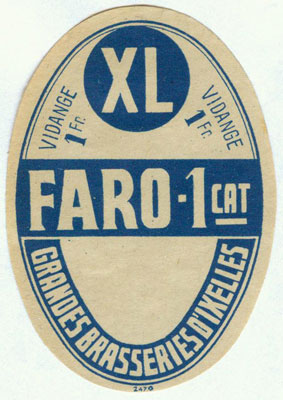 XL
VIDANGE
1 Fr.
VIDANGE
1 Fr.
FARO-1 CAT
GRANDES BRASSERIES D'IXELLES